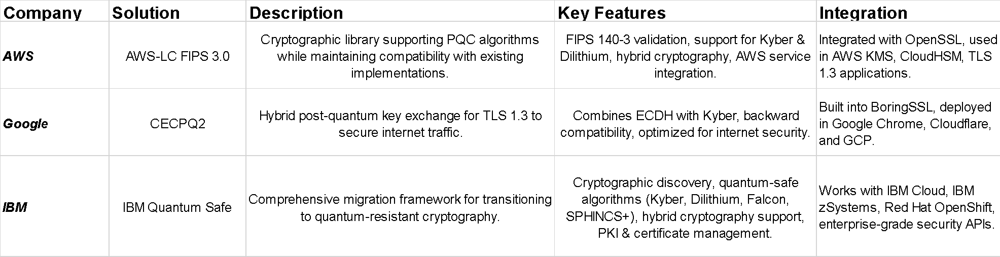 Company Solution Description Key Features Integration
AWS
AWS-LC FIPS 3.0
Cryptographic library supporting PQC algorithms
while maintaining compatibility with existing
implementations.
FIPS 140-3 validation, support for Kyber &
Dilithium, hybrid cryptography, AWS service
integration.
Integrated with OpenSSL, used
in AWS KMS, CloudHSM, TLS
1.3 applications.
Google
CECPQ2
Hybrid post-quantum key exchange for TLS 1.3 to
secure internet traffic.
Combines ECDH with Kyber, backward
compatibility, optimized for internet security.
Built into BoringSSL, deployed
in Google Chrome, Cloudflare,
and GCP.
IBM
IBM Quantum Safe
Comprehensive migration framework for transitioning
to quantum-resistant cryptography.
Cryptographic discovery, quantum-safe
algorithms (Kyber, Dilithium, Falcon,
SPHINCS+), hybrid cryptography support,
PKI & certificate management.
Works with IBM Cloud, IBM
zSystems, Red Hat OpenShift,
enterprise-grade security APIs.